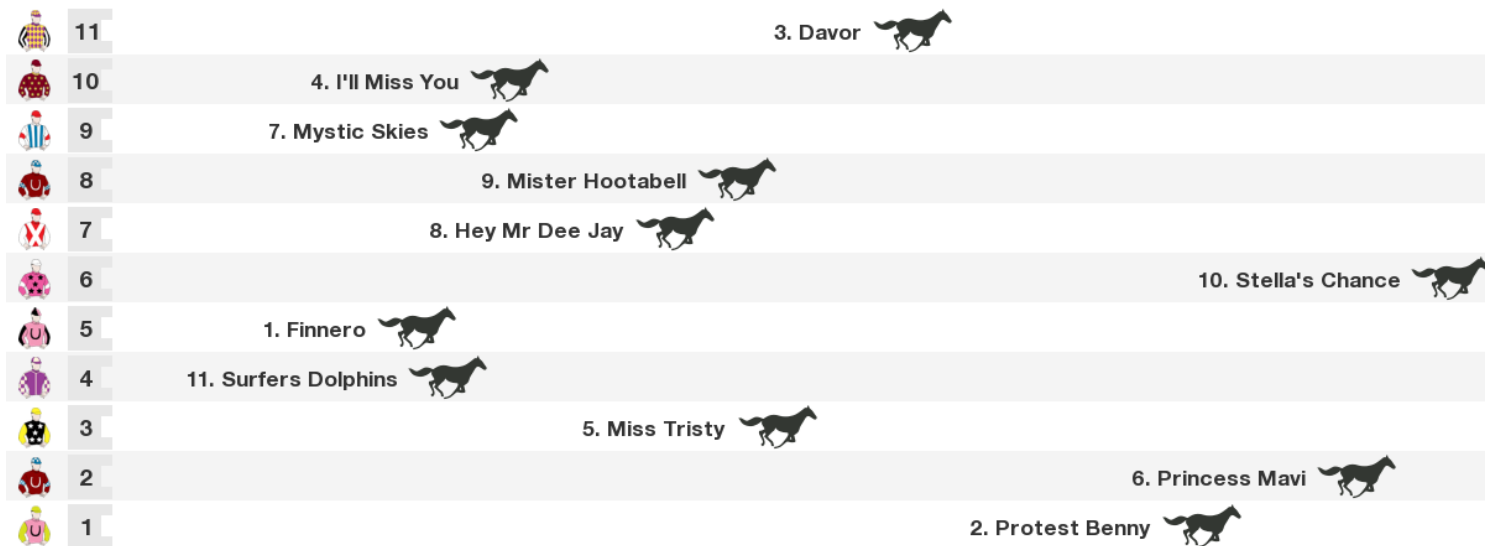 11 3. Davor
10 4. I'll Miss You
9 7. Mystic Skies
8 9. Mister Hootabell
7 8. Hey Mr Dee Jay
6 10. Stella's Chance
5 1. Finnero
4 11. Surfers Dolphins
3 5. Miss Tristy
2 6. Princess Mavi
1 2. Protest Benny